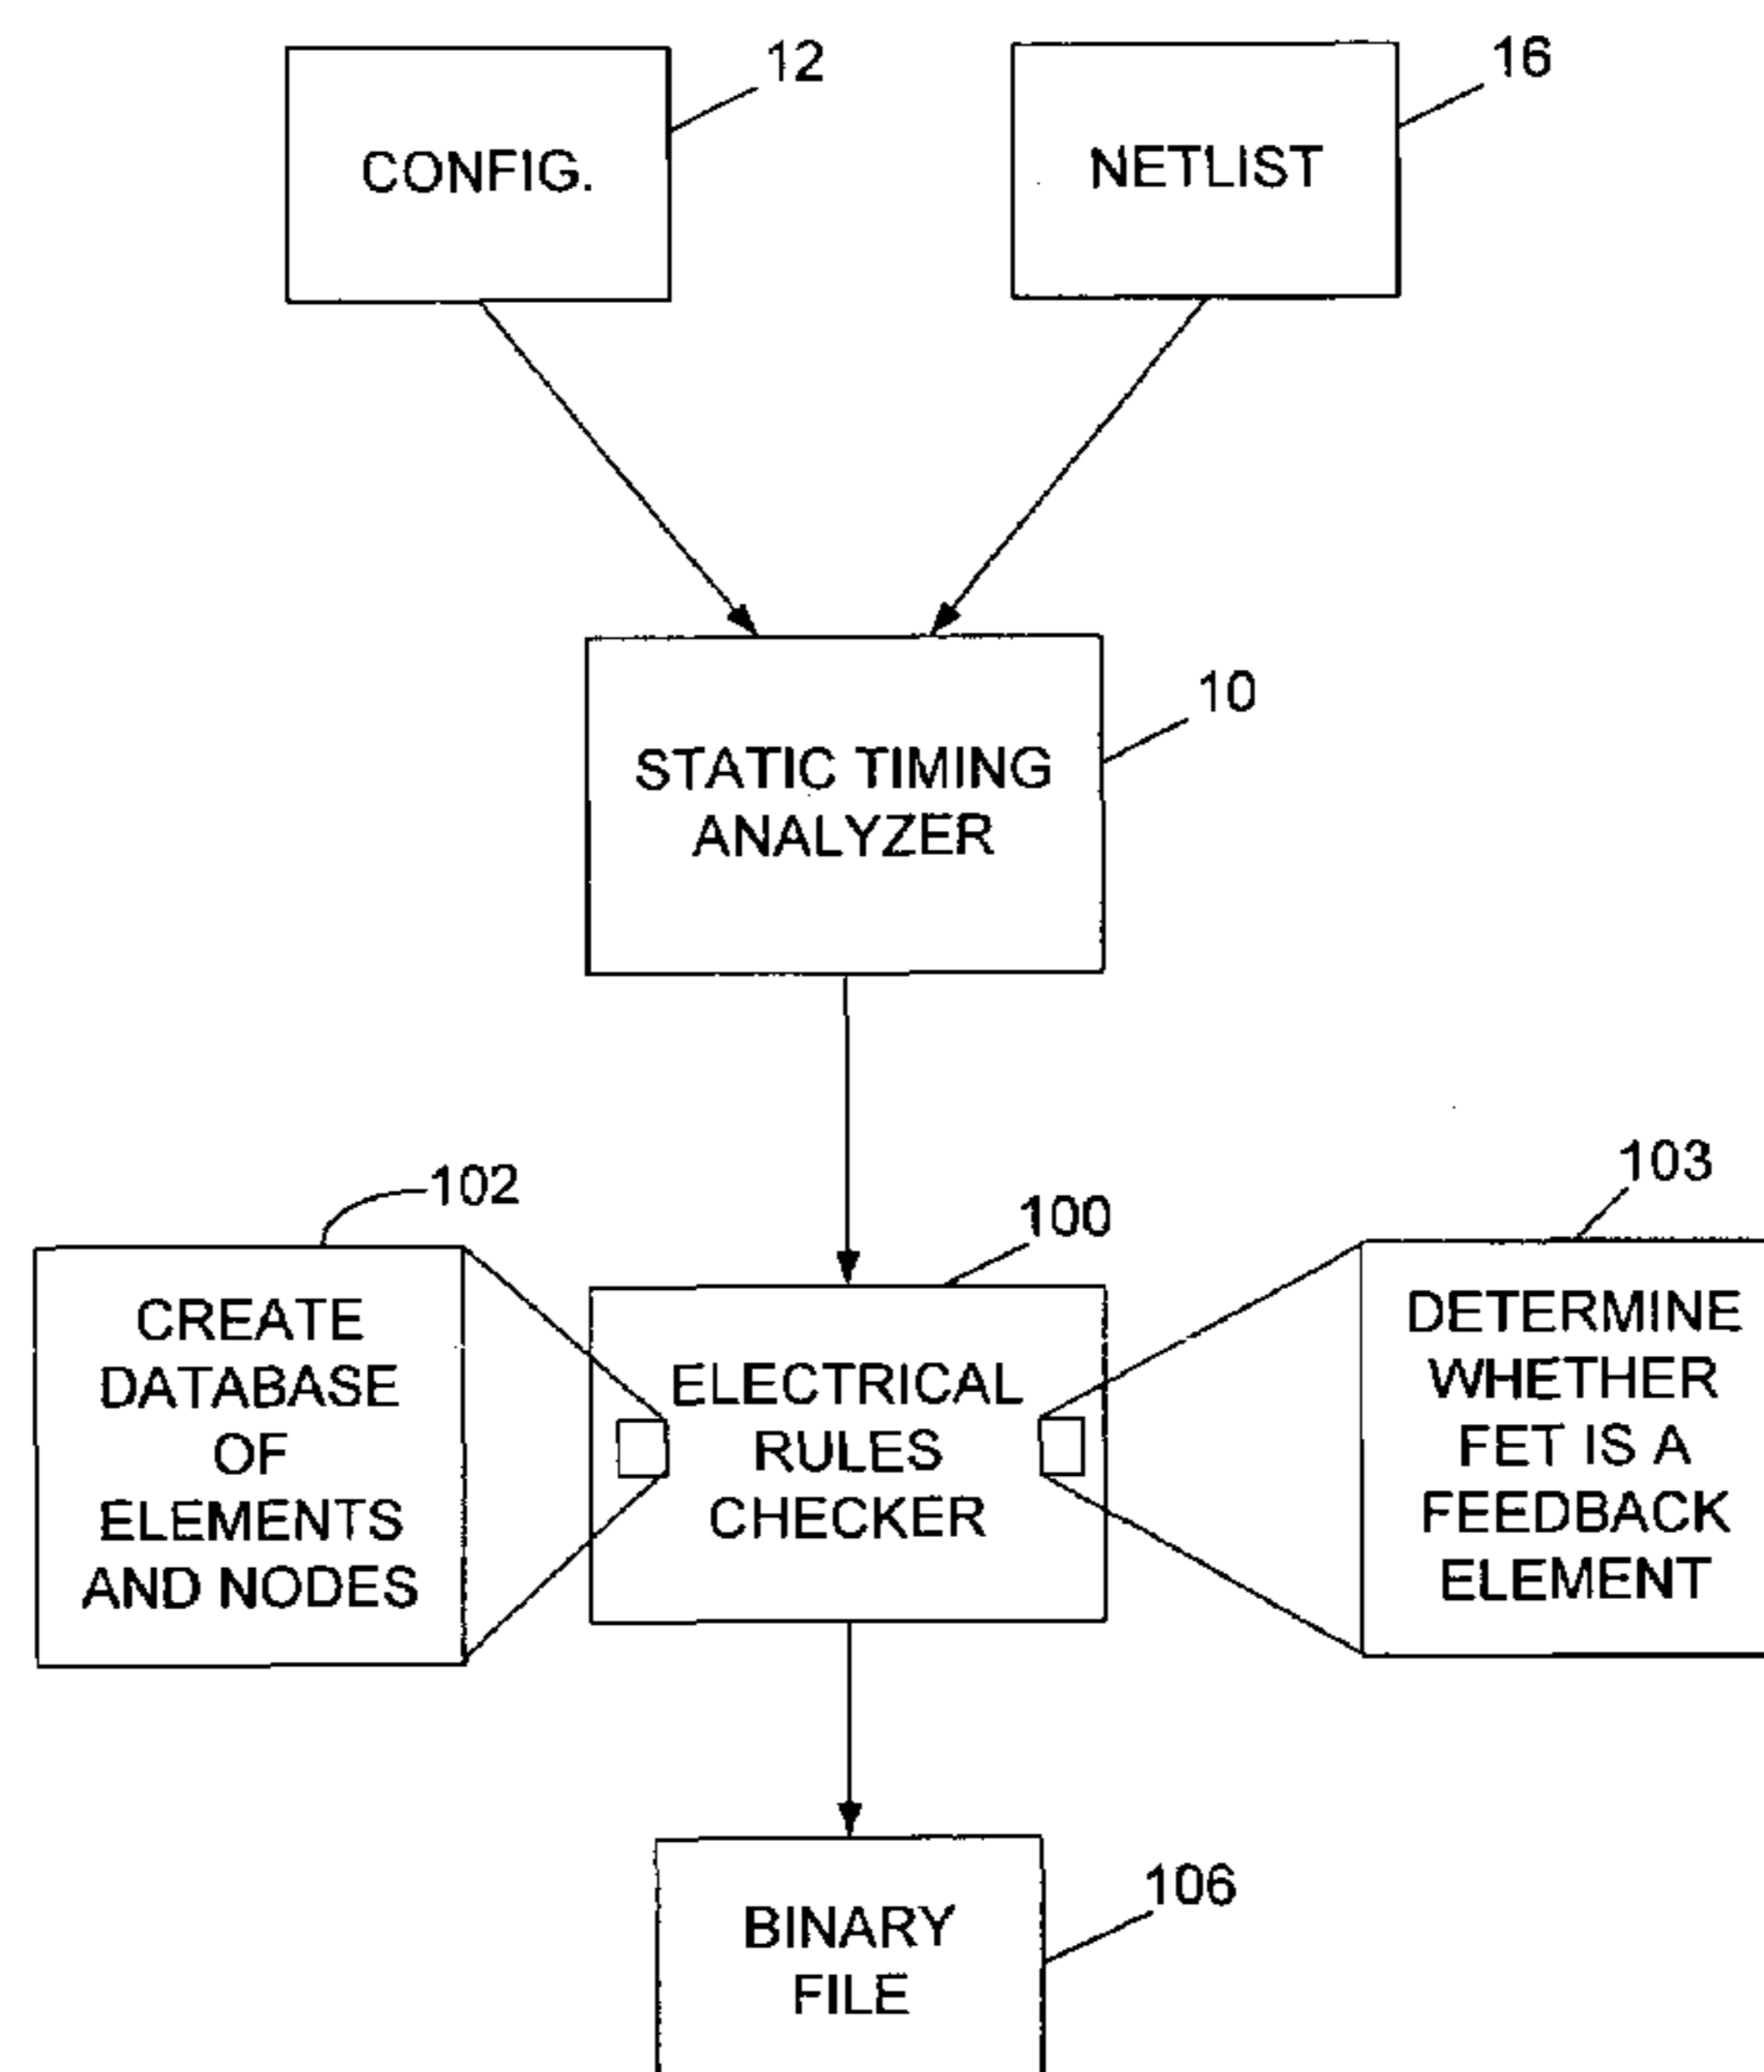 12
16
CONFIG.
NETLIST
10
STATIC TIMING
ANALYZER
102
103
100
CREATE
DATABASE
OF
ELEMENTS
AND NODES
ELECTRICAL
RULES
CHECKER
DETERMINE
WHETHER
FET IS A
FEEDBACK
ELEMENT
106
BINARY
FILE